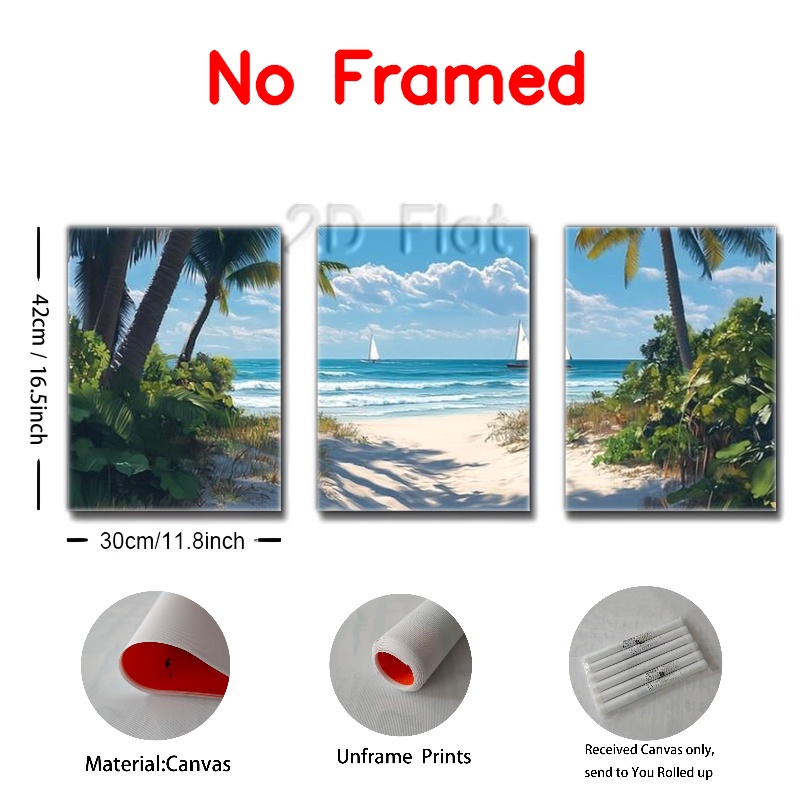 No Framed
2D Flat
42cm / 16.5inch
30cm/11.8inch
Material:Canvas
Unframe Prints
Received Canvas only,
send to You Rolled up